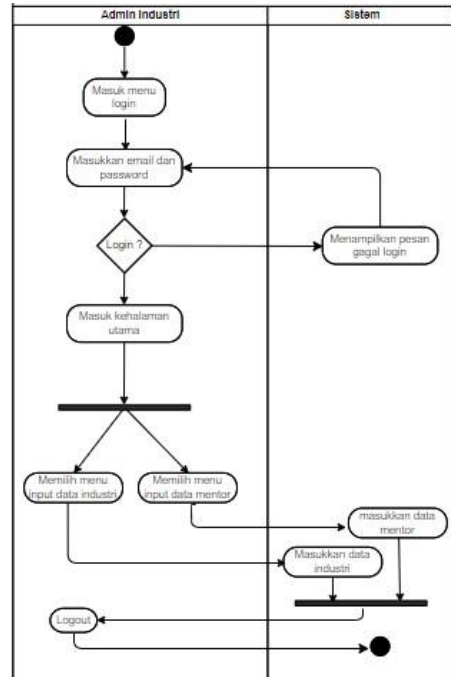 Admin Industri
Sistem
Masuk menu
login
Masukkan email dan
password
Login ?
Menampilkan pesan
gagal login
Masuk kehalaman
utama
Memilih menu
input data industri
Memilih menu
input data mentor
masukkan data
mentor
Masukkan data
industri
Logout